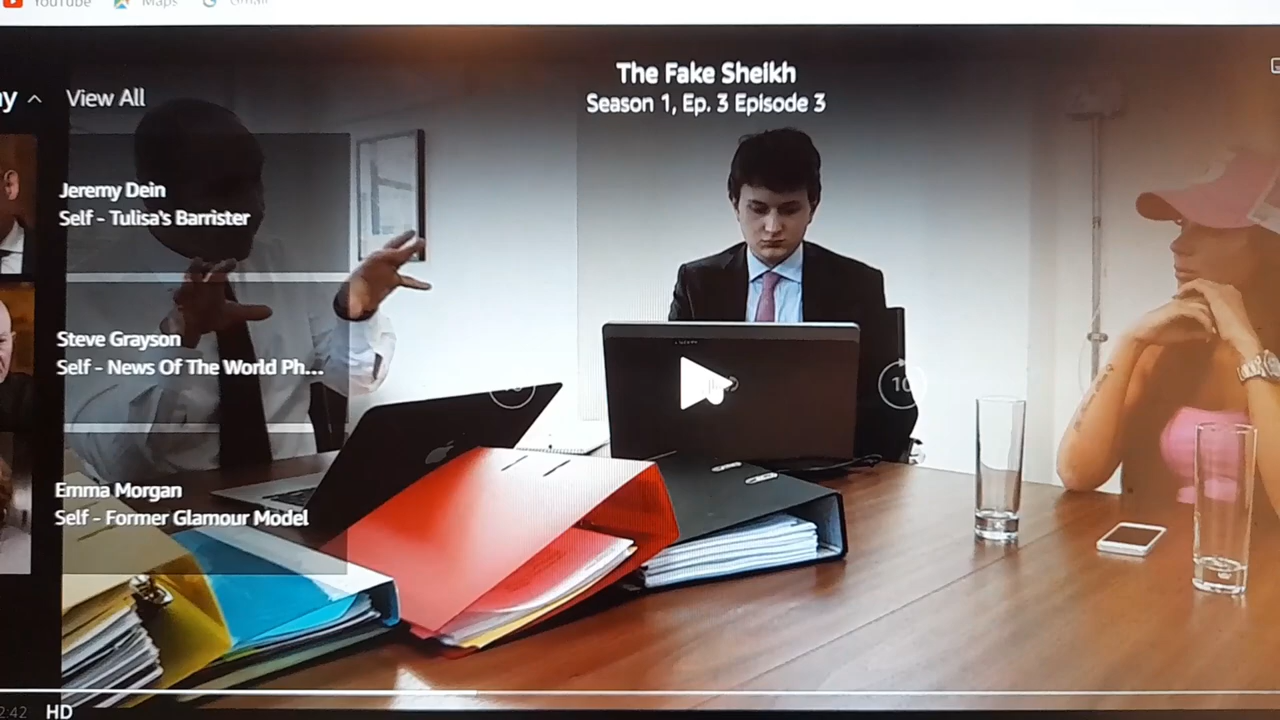 YouTube
Maps
Gmail
The Fake Sheikh
Season 1, Ep. 3 Episode 3
View All
Jeremy Dein
Self - Tulisa's Barrister
Steve Grayson
Self - News Of The World Ph...
Emma Morgan
Self - Former Glamour Model
10
2:42
HD